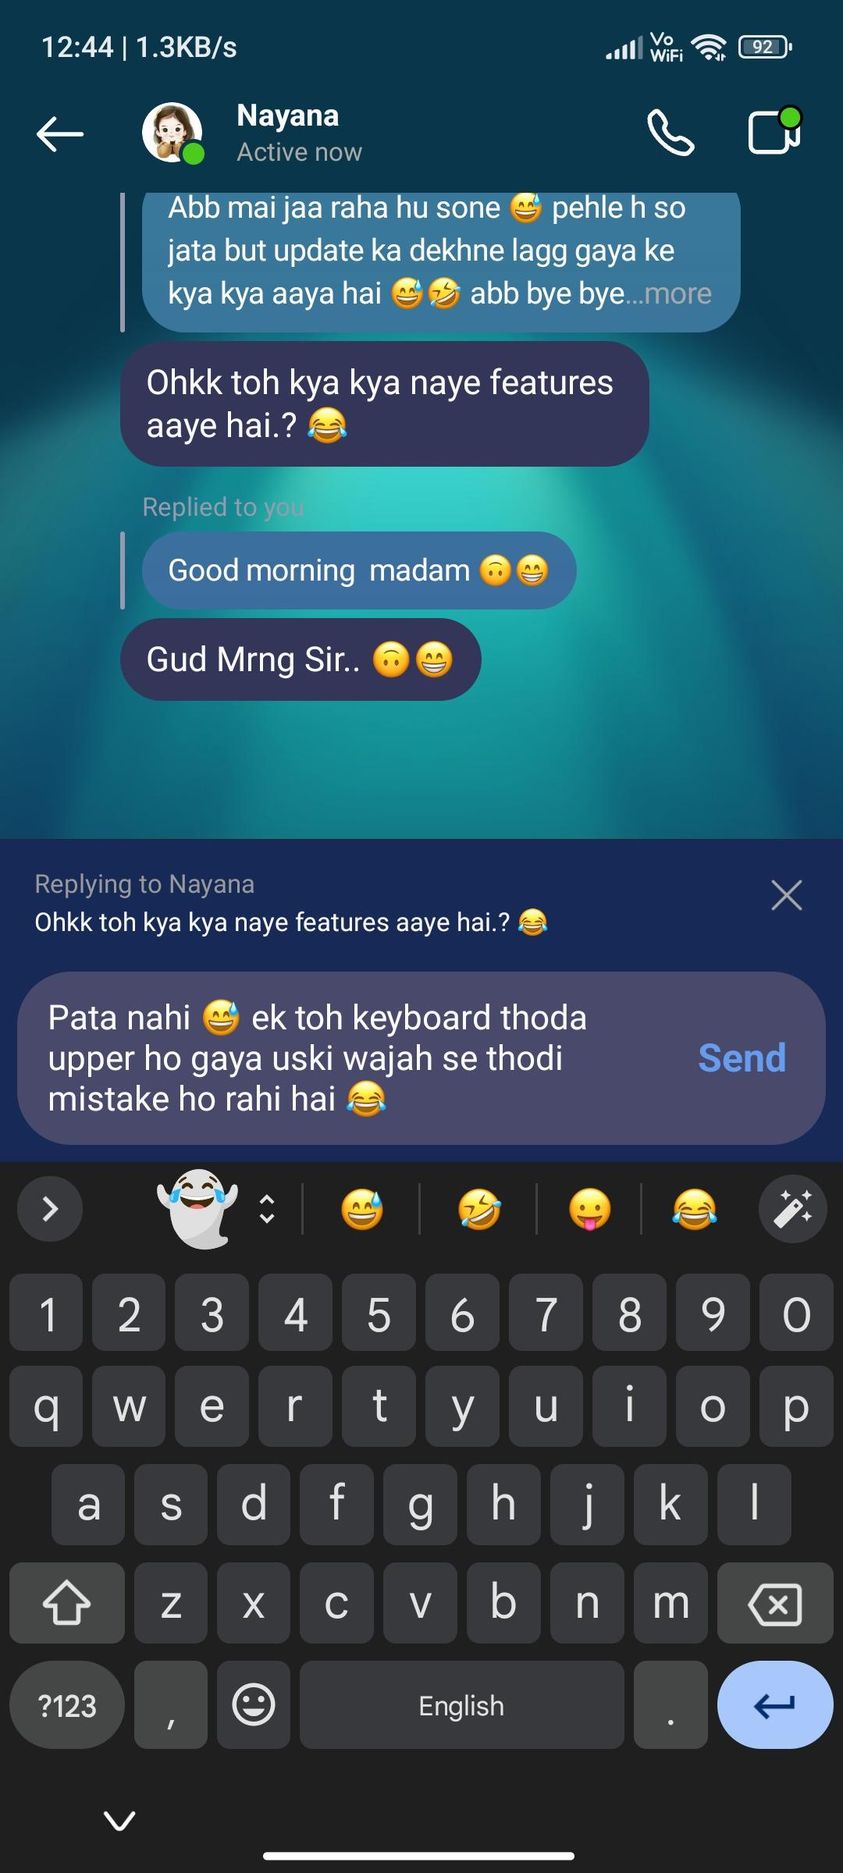 12:44 | 1.3KB/s
Vo
WiFi
92
Nayana
Active now
Abb mai jaa raha hu sone 😅 pehle h so
jata but update ka dekhne lagg gaya ke
kya kya aaya hai 😅🤣 abb bye bye...more
Ohkk toh kya kya naye features
aaye hai.? 😂
Replied to you
Good morning  madam 🙃😁
Gud Mrng Sir.. 🙃😁
Replying to Nayana
Ohkk toh kya kya naye features aaye hai.? 😂
Pata nahi 😅 ek toh keyboard thoda
upper ho gaya uski wajah se thodi
mistake ho rahi hai 😂
Send
😅 🤣 😛 😂
1 2 3 4 5 6 7 8 9 0
q w e r t y u i o p
a s d f g h j k l
z x c v b n m
?123 , English .